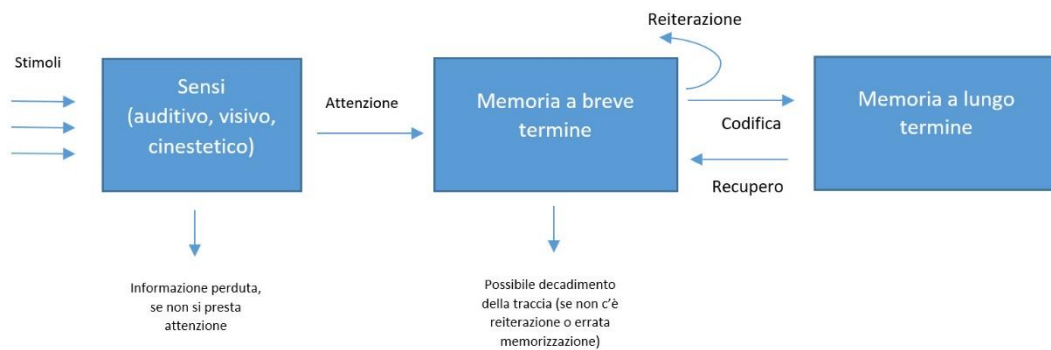 Stimoli
Sensi
(auditivo, visivo,
cinestetico)
Informazione perduta,
se non si presta
attenzione
Attenzione
Memoria a breve
termine
Possibile decadimento
della traccia (se non c'è
reiterazione o errata
memorizzazione)
Reiterazione
Codifica
Recupero
Memoria a lungo
termine